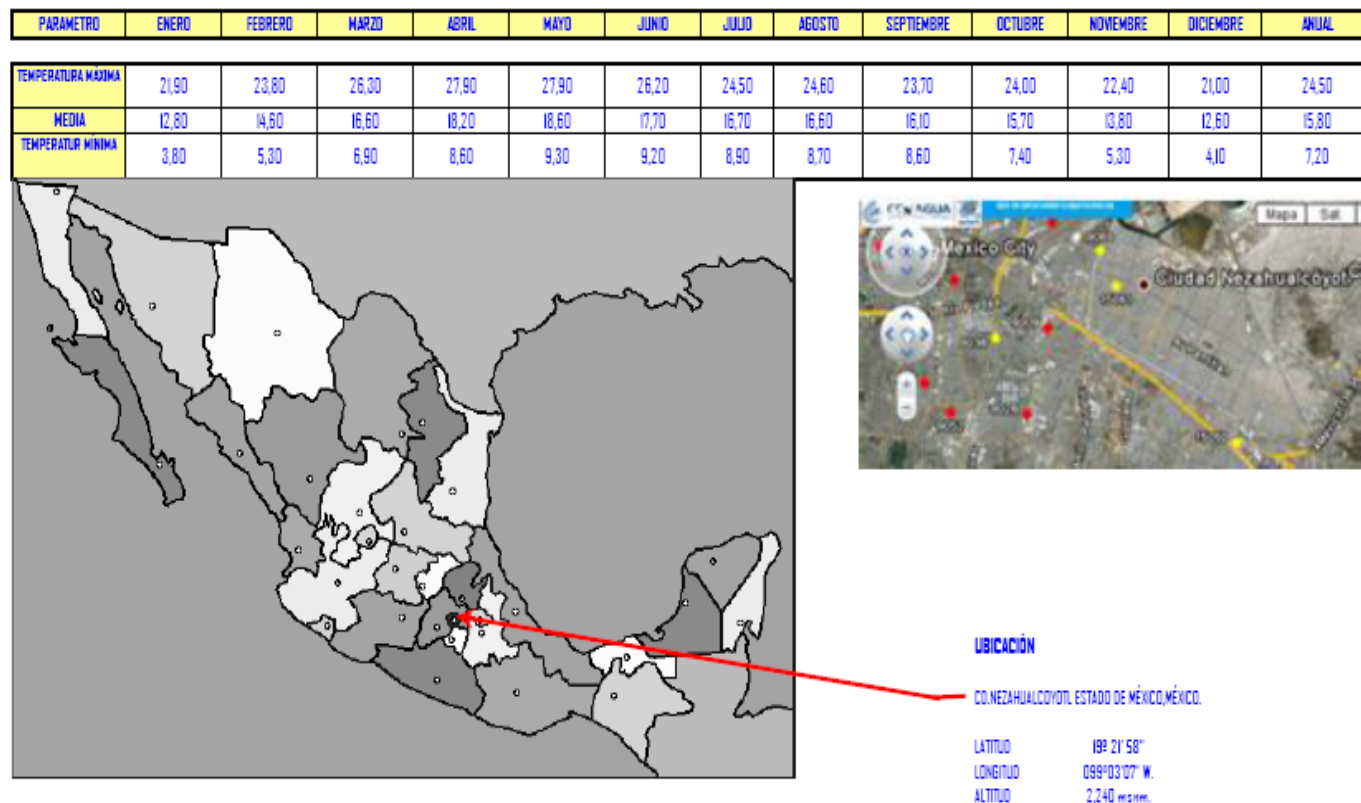 PARAMETRO ENERO FEBRERO MARZO ABRIL MAYO JUNIO JULIO AGOSTO SEPTIEMBRE OCTUBRE NOVIEMBRE DICIEMBRE ANUAL
TEMPERATURA MÁXIMA 21,90 23,80 26,30 27,90 27,90 26,20 24,50 24,60 23,70 24,00 22,40 21,00 24,50
MEDIA 12,80 14,60 16,60 18,20 18,60 17,70 16,70 16,60 16,10 15,70 13,80 12,60 15,80
TEMPERATUR MÍNIMA 3,80 5,30 6,90 8,60 9,30 9,20 8,90 8,70 8,60 7,40 5,30 4,10 7,20
Mapa Sat
Mexico City
Ciudad Nezahualcóyotl
UBICACIÓN
CD.NEZAHUALCOYOTL ESTADO DE MÉXICO,MÉXICO.
LATITUD 19º 21' 58"
LONGITUD 099º03'07" W.
ALTITUD 2,240 msnm.